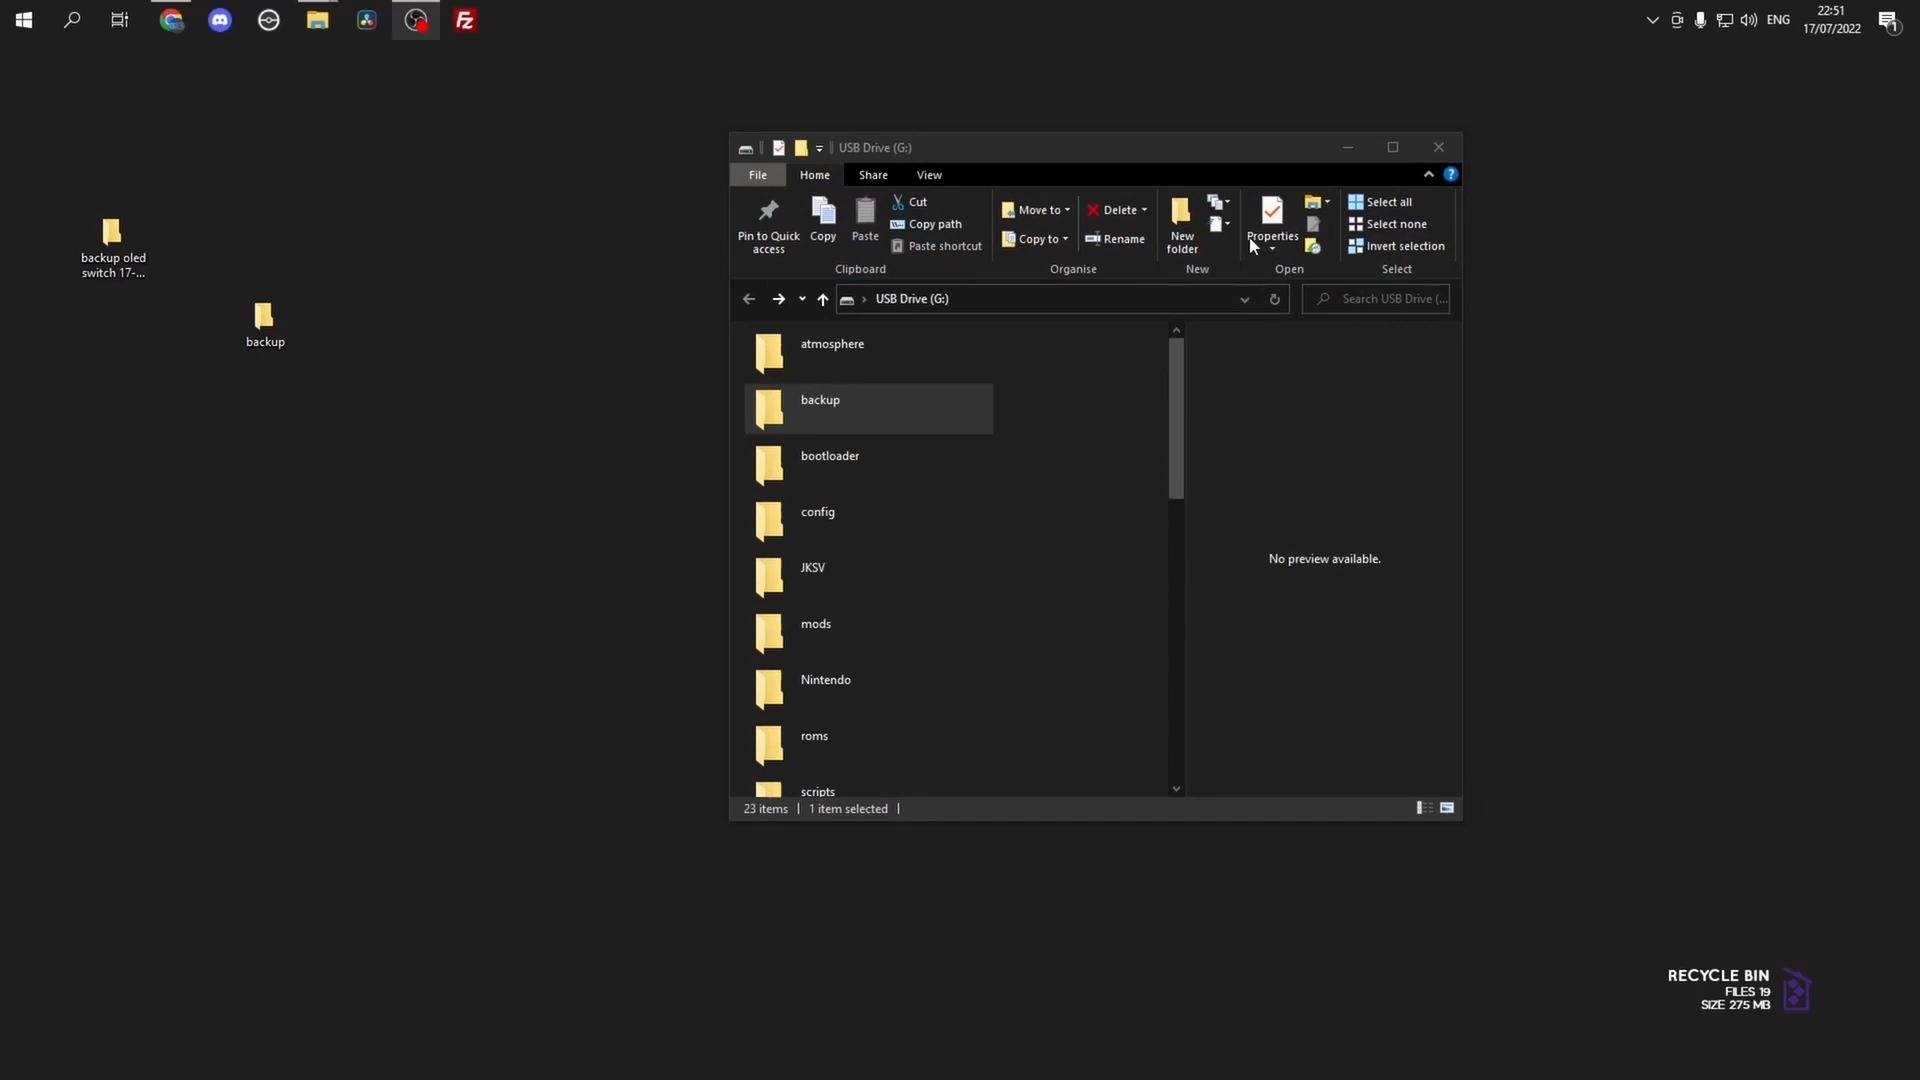 ENG
22:51
17/07/2022
1
backup oled
switch 17-...
backup
USB Drive (G:)
File
Home
Share
View
Pin to Quick
access
Copy
Paste
Cut
Copy path
Paste shortcut
Clipboard
Move to
Copy to
Delete
Rename
Organise
New
folder
New
Properties
Open
Select all
Select none
Invert selection
Select
USB Drive (G:)
Search USB Drive (...
atmosphere
backup
bootloader
config
JKSV
mods
Nintendo
roms
scripts
No preview available.
23 items
1 item selected
RECYCLE BIN
FILES 19
SIZE 275 MB